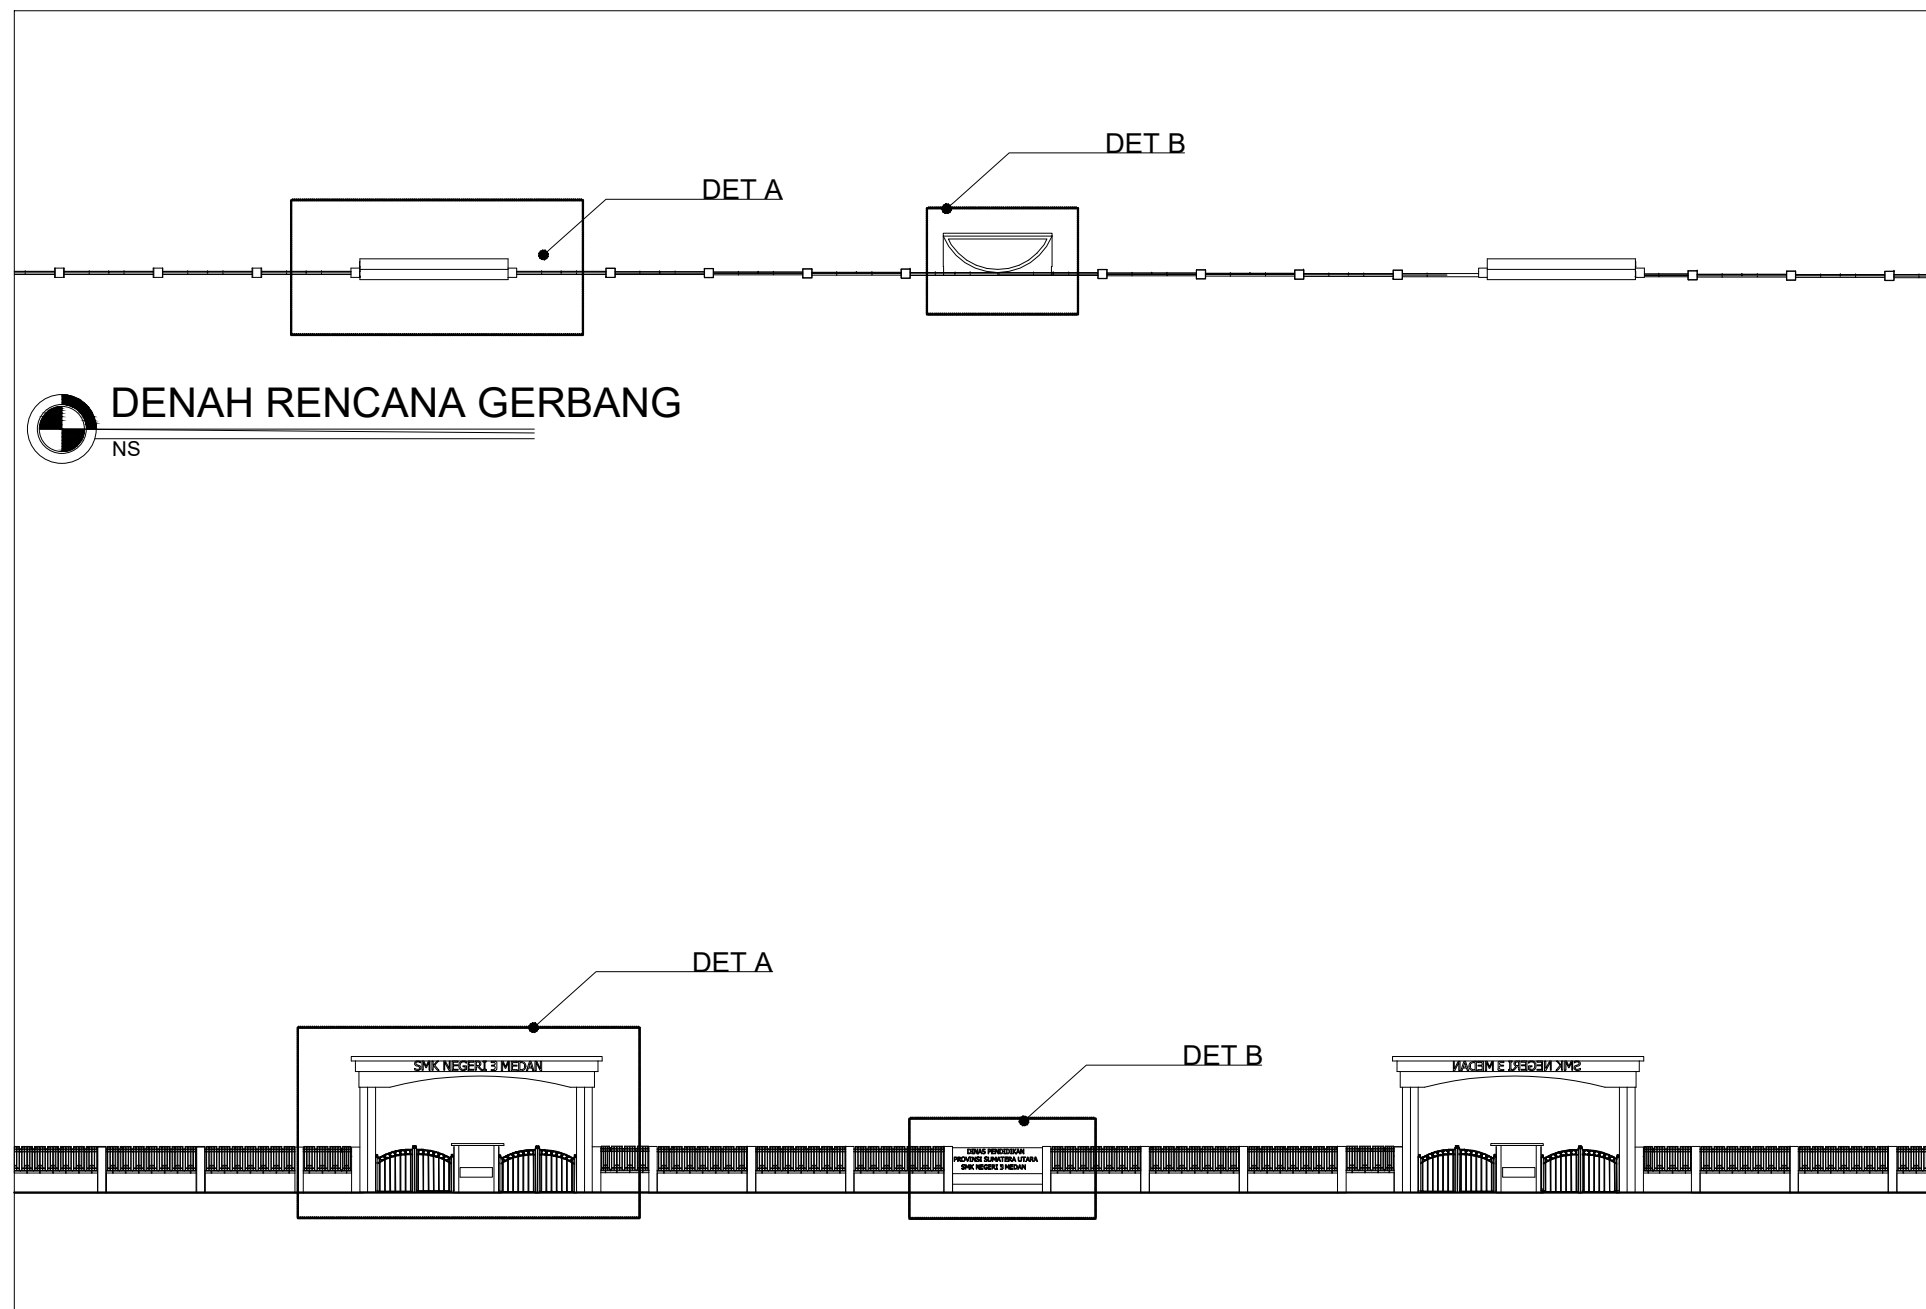 DET B
DET A
DENAH RENCANA GERBANG
NS
DET A
DET B
SMK NEGERI 3 MEDAN
SMK NEGERI 3 MEDAN
DINAS PENDIDIKAN
PROVINSI SUMATERA UTARA
SMK NEGERI 3 MEDAN